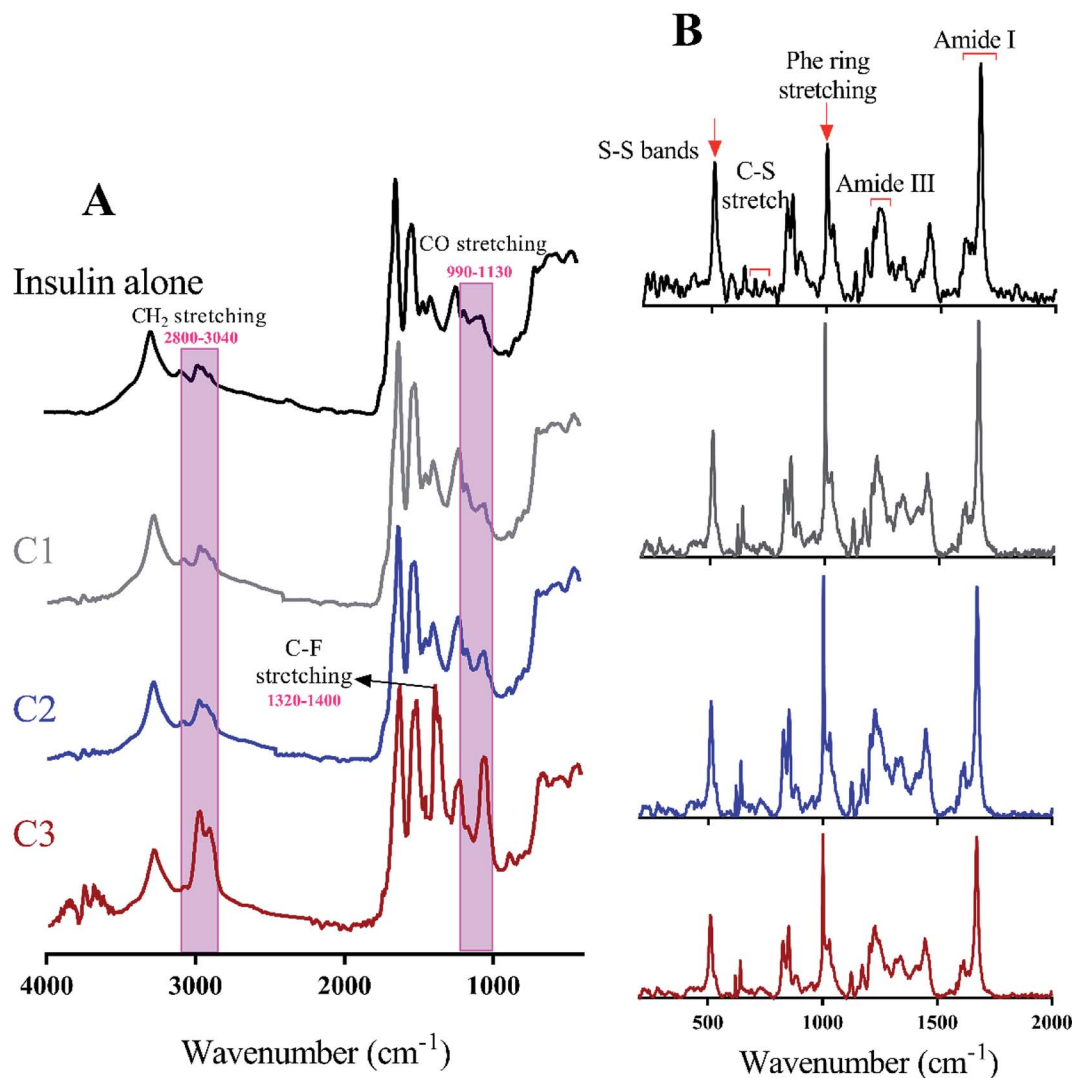 A
Insulin alone
CH₂ stretching
2800-3040
CO stretching
990-1130
C1
C2
C-F
stretching
1320-1400
C3
4000
3000
2000
1000
Wavenumber (cm⁻¹)
B
Amide I
Phe ring
stretching
S-S bands
C-S
stretch
Amide III
500
1000
1500
2000
Wavenumber (cm⁻¹)